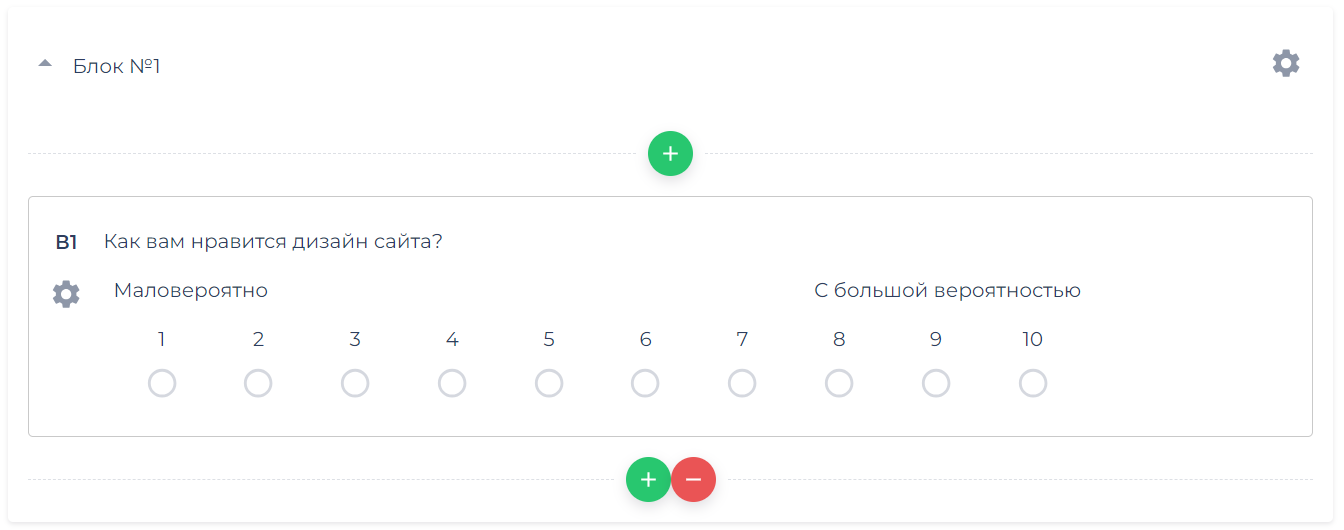 Блок №1
В1 Как вам нравится дизайн сайта?
Маловероятно С большой вероятностью
1 2 3 4 5 6 7 8 9 10